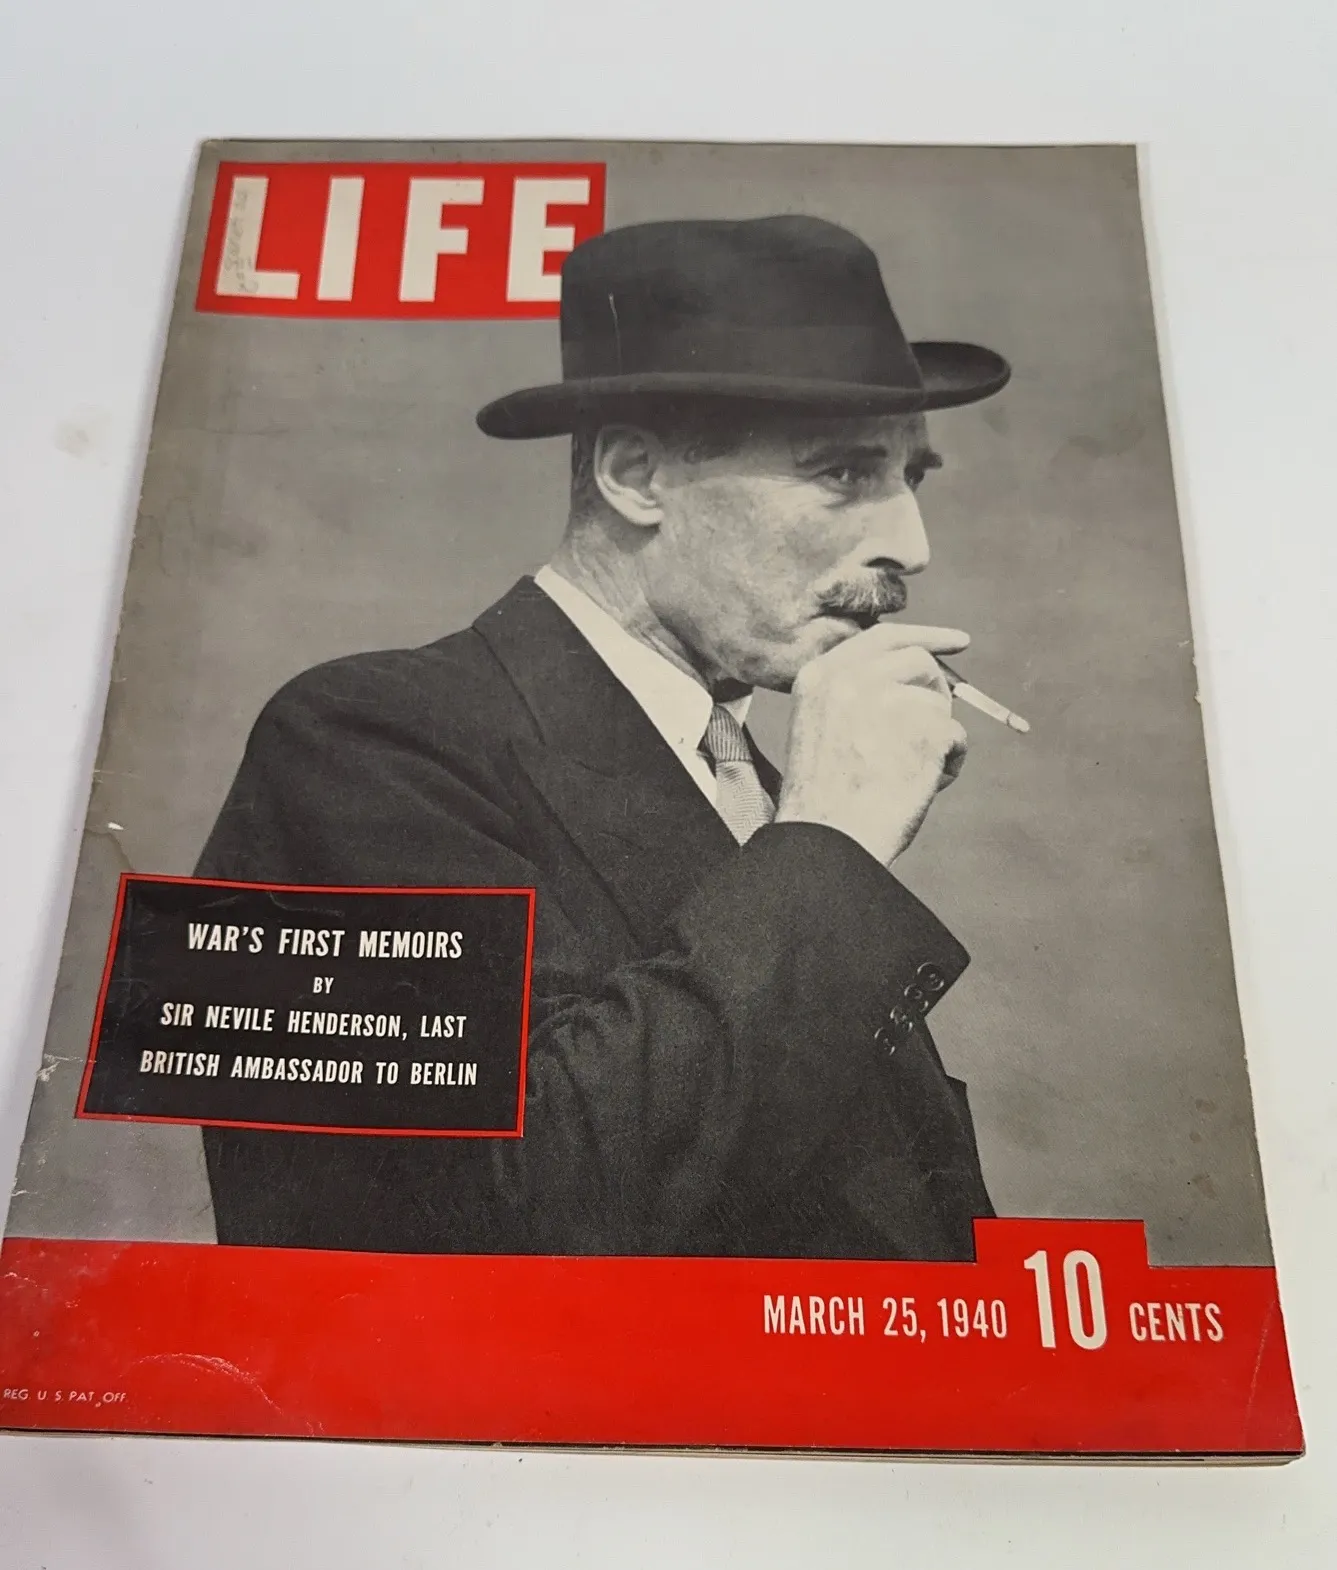 LIFE
WAR'S FIRST MEMOIRS
BY
SIR NEVILE HENDERSON, LAST
BRITISH AMBASSADOR TO BERLIN
MARCH 25, 1940 10 CENTS
REG. U. S. PAT. OFF.